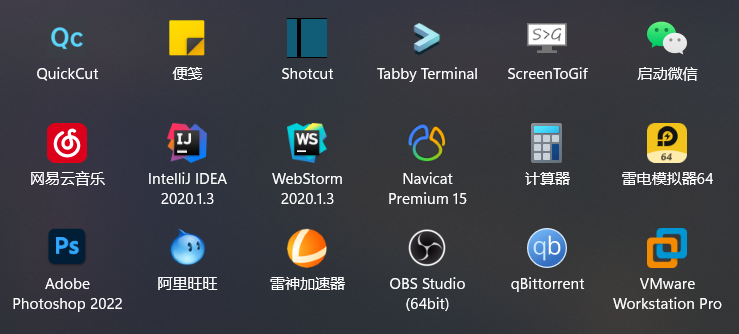 Qc
QuickCut
便笺
Shotcut
Tabby Terminal
S>G
ScreenToGif
启动微信
网易云音乐
IJ
IntelliJ IDEA
2020.1.3
WS
WebStorm
2020.1.3
Navicat
Premium 15
计算器
64
雷电模拟器64
Ps
Adobe
Photoshop 2022
阿里旺旺
雷神加速器
OBS Studio
(64bit)
qb
qBittorrent
VMware
Workstation Pro